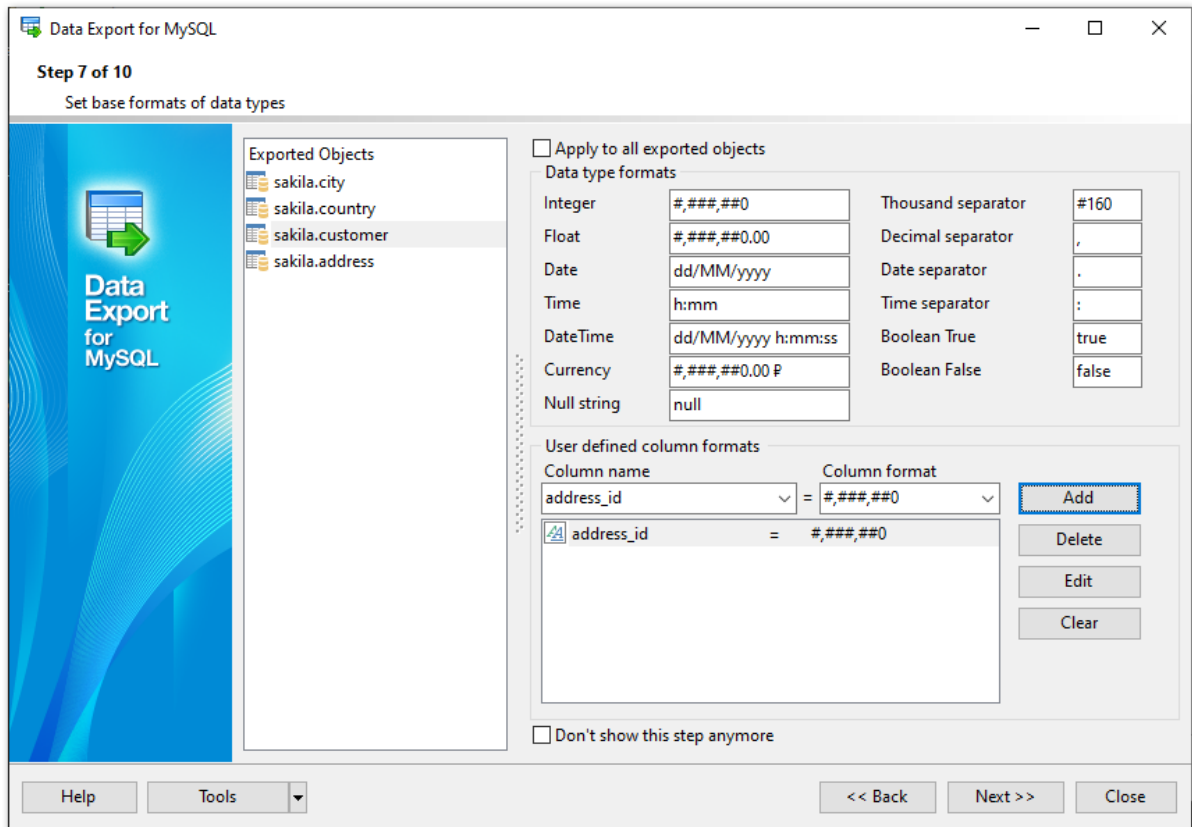 Data Export for MySQL
Step 7 of 10
Set base formats of data types
Data
Export
for
MySQL
Exported Objects
sakila.city
sakila.country
sakila.customer
sakila.address
Apply to all exported objects
Data type formats
Integer #,###,##0 Thousand separator #160
Float #,###,##0.00 Decimal separator ,
Date dd/MM/yyyy Date separator .
Time h:mm Time separator :
DateTime dd/MM/yyyy h:mm:ss Boolean True true
Currency #,###,##0.00 ₽ Boolean False false
Null string null
User defined column formats
Column name Column format
address_id = #,###,##0 Add
address_id = #,###,##0
Delete
Edit
Clear
Don't show this step anymore
Help Tools << Back Next >> Close